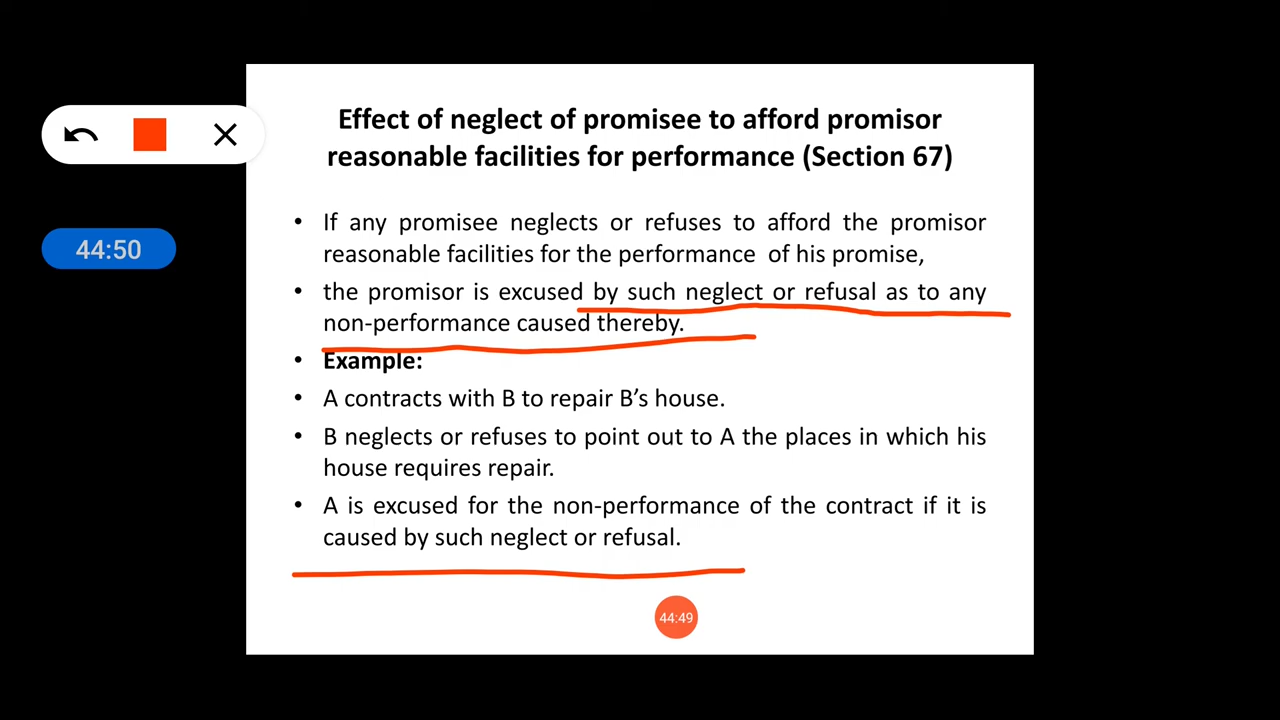 Effect of neglect of promisee to afford promisor
reasonable facilities for performance (Section 67)
44:50
• If any promisee neglects or refuses to afford the promisor
reasonable facilities for the performance of his promise,
• the promisor is excused by such neglect or refusal as to any
non-performance caused thereby.
• Example:
• A contracts with B to repair B’s house.
• B neglects or refuses to point out to A the places in which his
house requires repair.
• A is excused for the non-performance of the contract if it is
caused by such neglect or refusal.
44:49